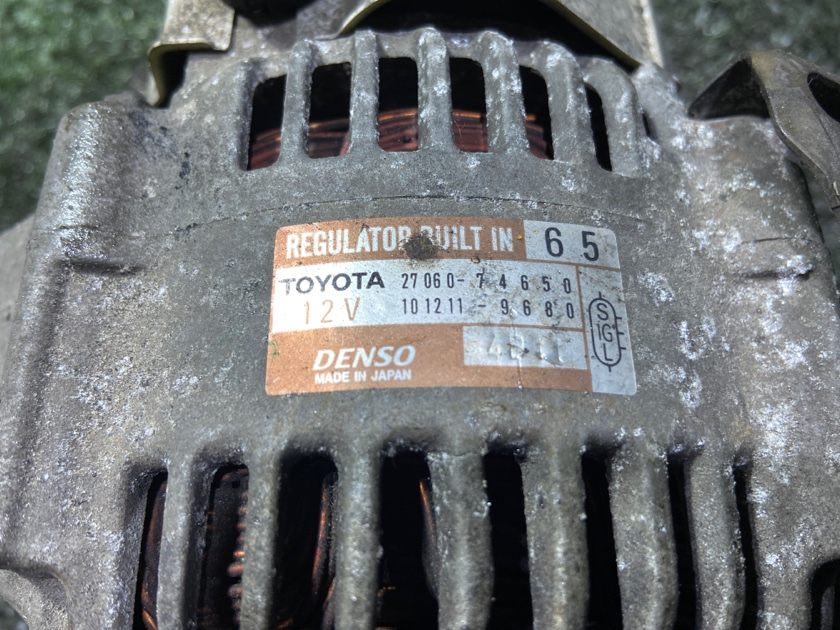 REGULATOR BUILT IN 65
TOYOTA 27060-74650
12V 101211-9680
DENSO
MADE IN JAPAN
S
IG
L